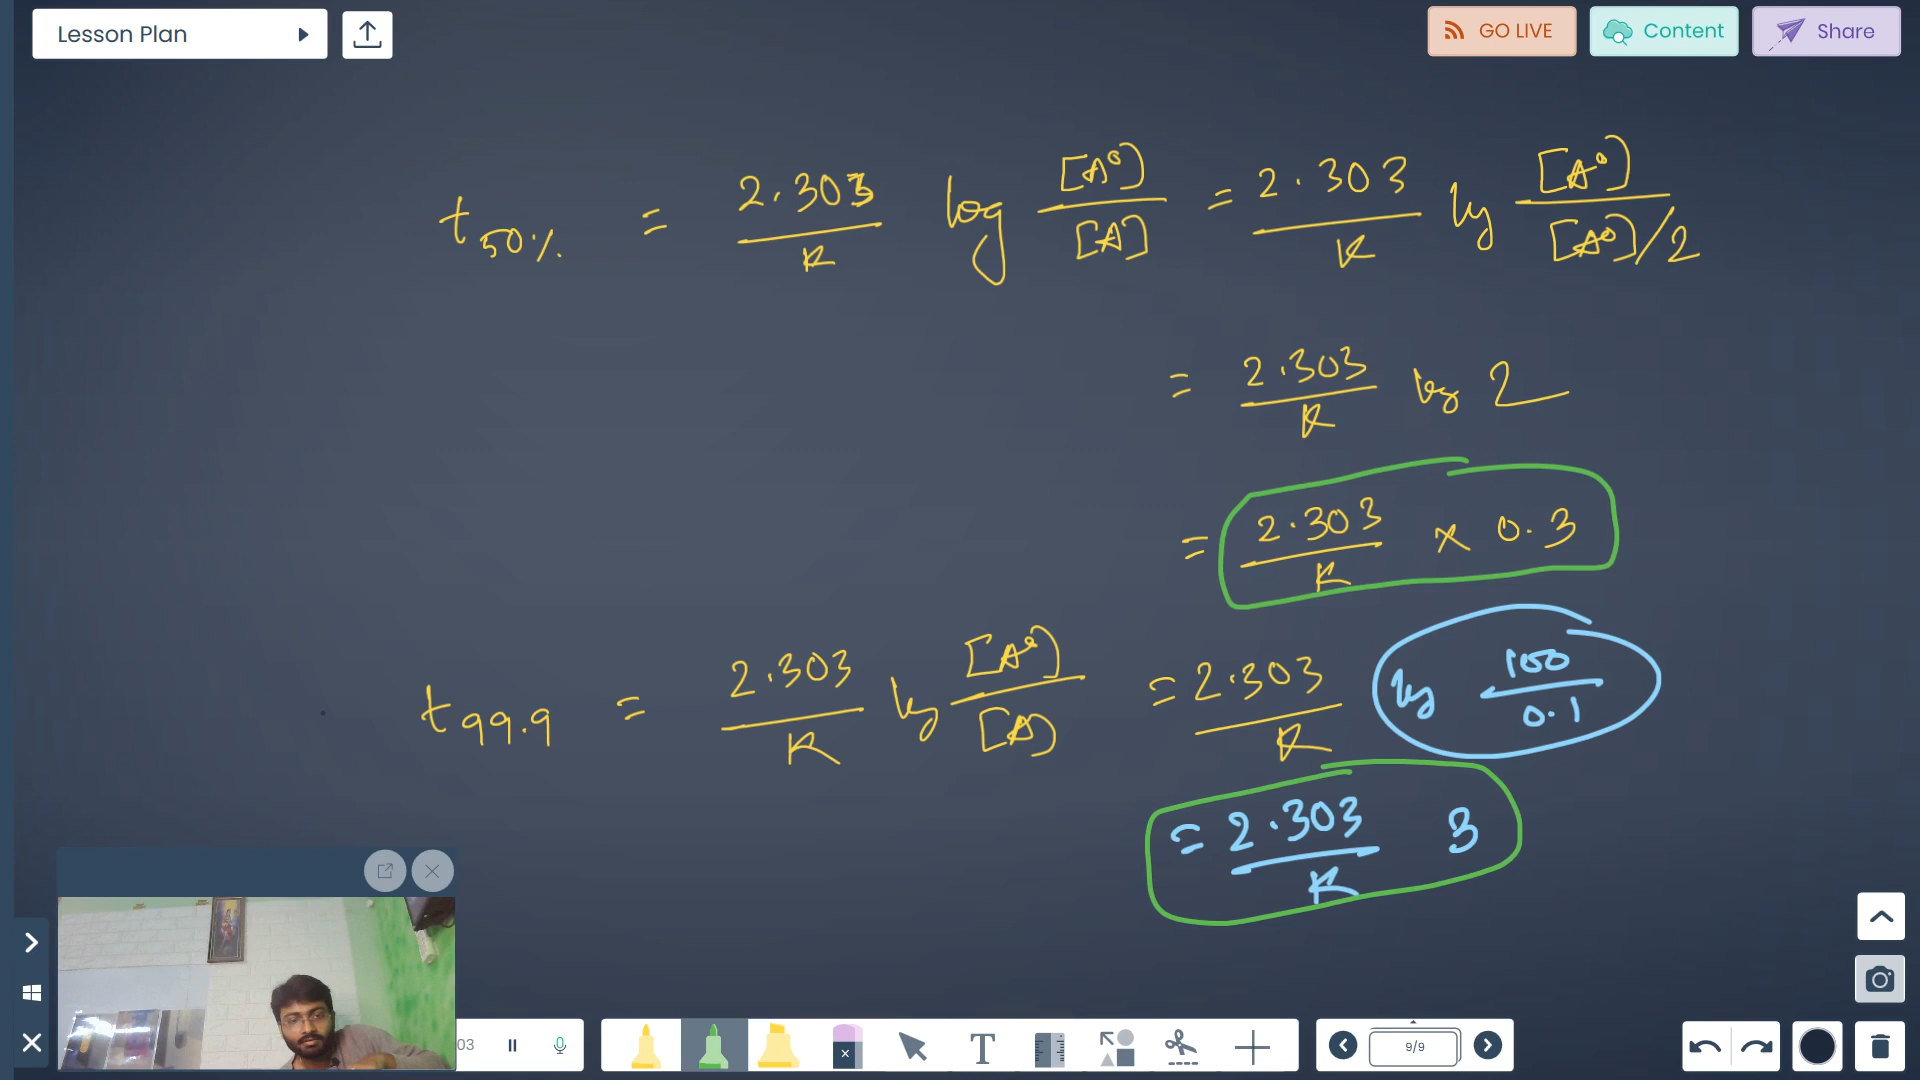 Lesson Plan
GO LIVE
Content
Share
t50% = 2.303/K log [A°]/[A] = 2.303/K log [A°]/[A°]/2
= 2.303/K log 2
= 2.303/K × 0.3
t99.9 = 2.303/K log [A°]/[A] = 2.303/K log 100/0.1
= 2.303/K 3
03
T
9/9